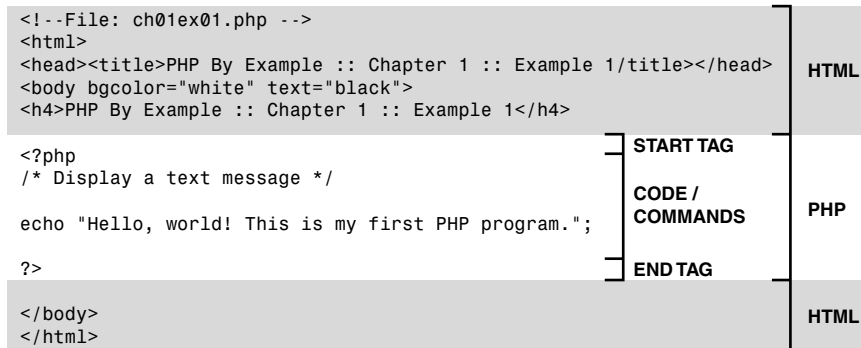 <!--File: ch01ex01.php -->
<html>
<head><title>PHP By Example :: Chapter 1 :: Example 1/title></head>
HTML
<body bgcolor="white" text="black">
<h4>PHP By Example :: Chapter 1 :: Example 1</h4>
<?php
START TAG
/* Display a text message */
CODE /
COMMANDS
PHP
echo "Hello, world! This is my first PHP program.";
?>
END TAG
</body>
HTML
</html>